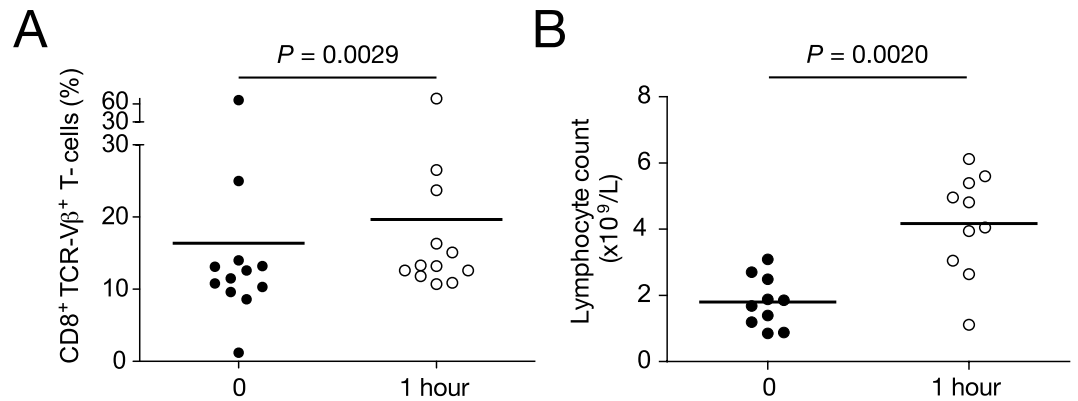 A
P = 0.0029
CD8⁺ TCR-Vβ⁺ T-cells (%)
60
30
30
20
10
0
0
1 hour
B
P = 0.0020
Lymphocyte count
(x10⁹/L)
8
6
4
2
0
0
1 hour